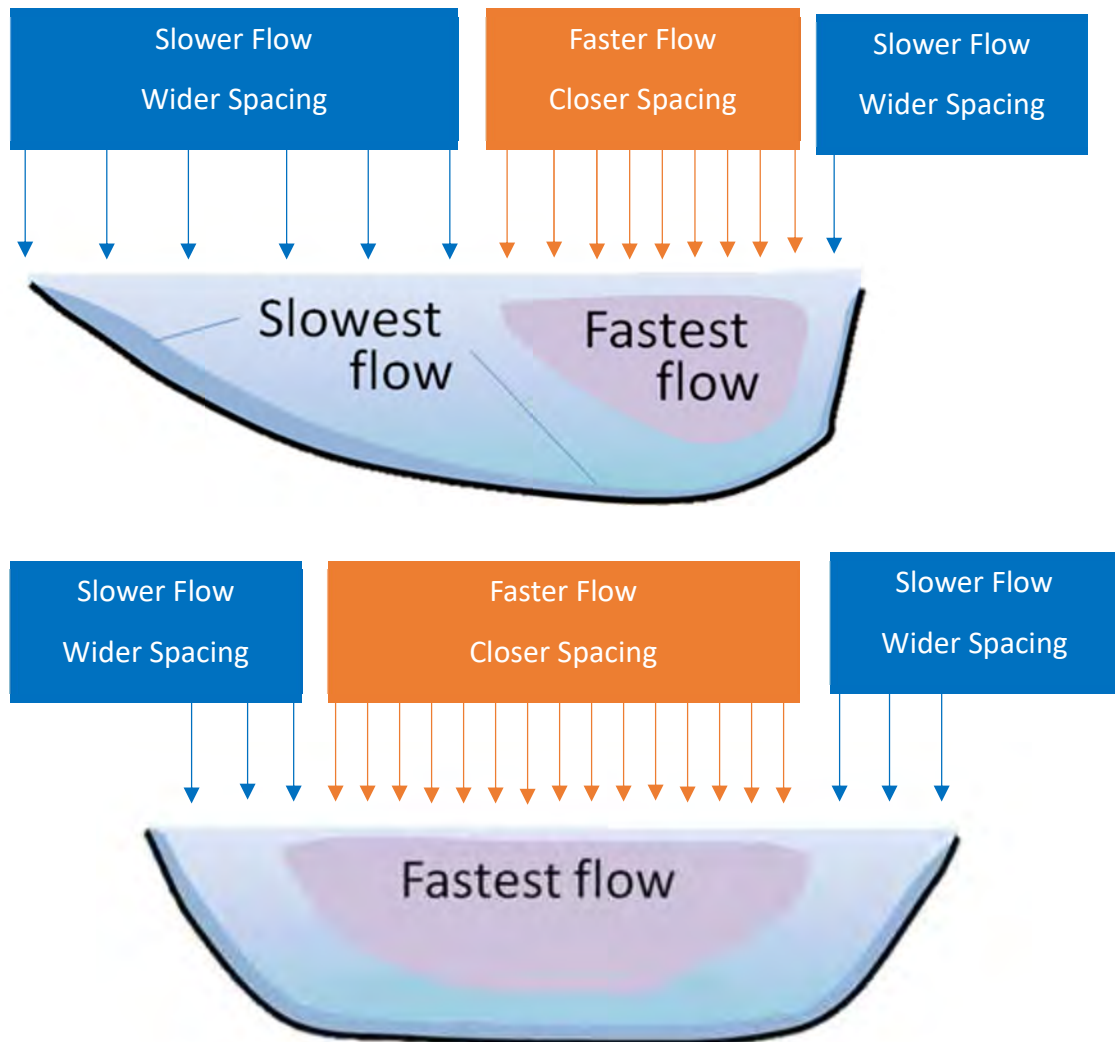 Slower Flow
Wider Spacing
Faster Flow
Closer Spacing
Slower Flow
Wider Spacing
Slowest
flow
Fastest
flow
Slower Flow
Wider Spacing
Faster Flow
Closer Spacing
Slower Flow
Wider Spacing
Fastest flow